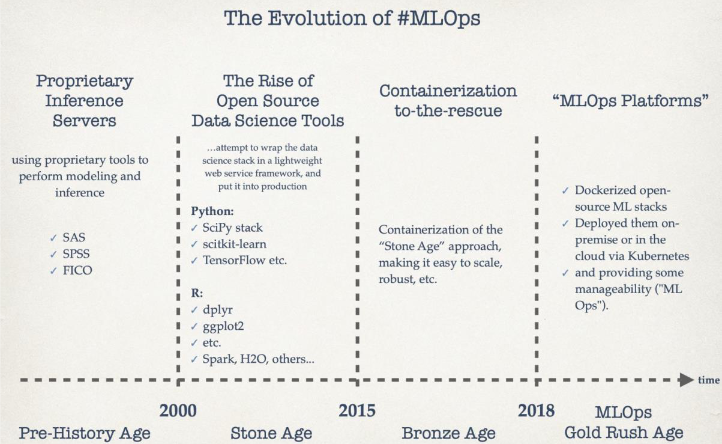 The Evolution of #MLOps
Proprietary
Inference
Servers
using proprietary tools to
perform modeling and
inference
✓ SAS
✓ SPSS
✓ FICO
The Rise of
Open Source
Data Science Tools
...attempt to wrap the data
science stack in a lightweight
web service framework, and
put it into production
Python:
✓ SciPy stack
✓ scitkit-learn
✓ TensorFlow etc.
R:
✓ dplyr
✓ ggplot2
✓ etc.
✓ Spark, H2O, others...
Containerization
to-the-rescue
Containerization of the
“Stone Age” approach,
making it easy to scale,
robust, etc.
“MLOps Platforms”
✓ Dockerized open-
source ML stacks
✓ Deployed them on-
premise or in the
cloud via Kubernetes
✓ and providing some
manageability ("ML
Ops").
time
2000
2015
2018
Pre-History Age
Stone Age
Bronze Age
MLOps
Gold Rush Age